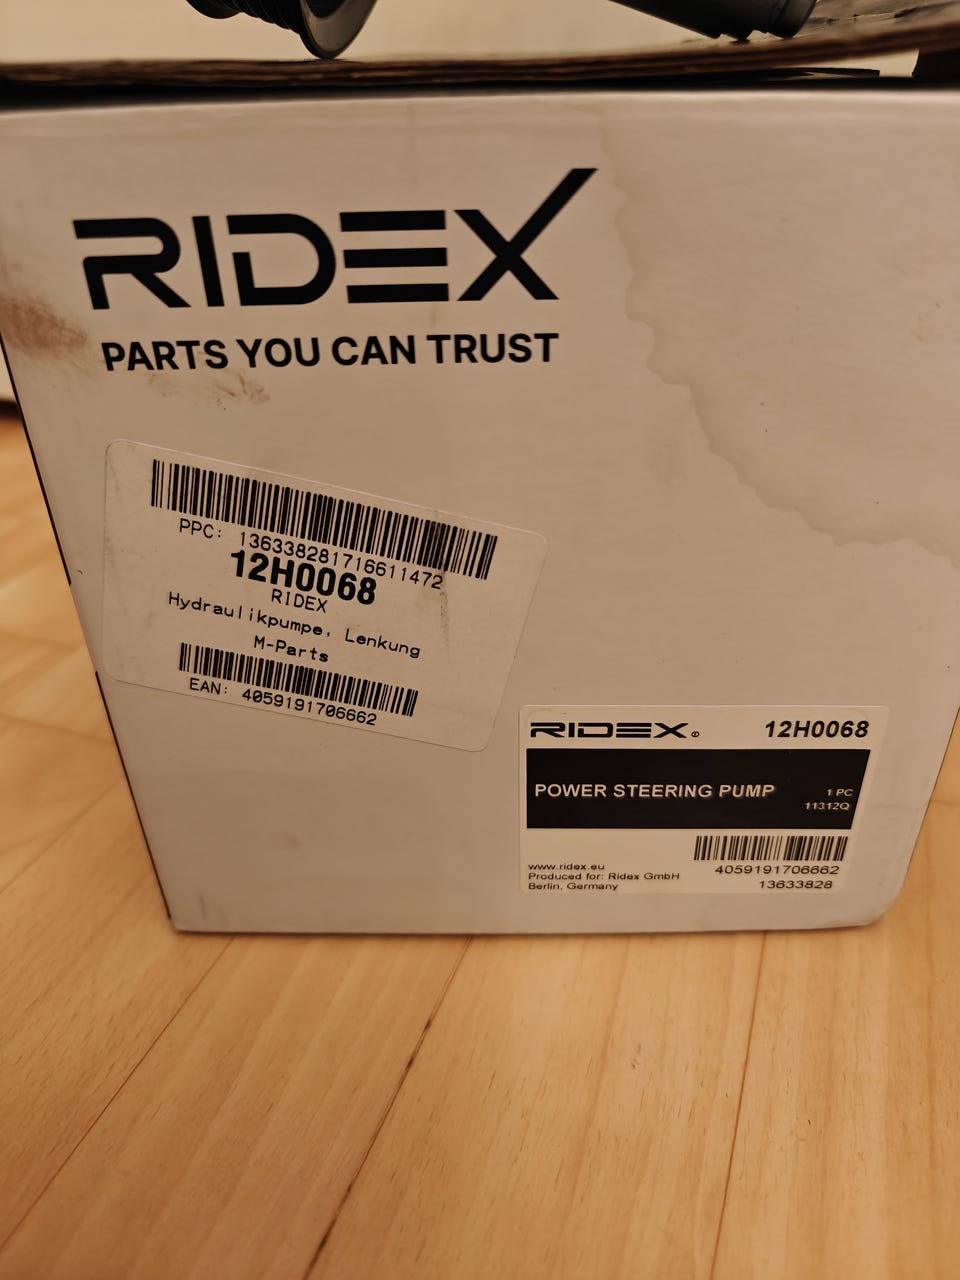 RIDEX
PARTS YOU CAN TRUST
PPC: 136338281716611472
12H0068
RIDEX
Hydraulikpumpe, Lenkung
M-Parts
EAN: 4059191706662
RIDEX® 12H0068
POWER STEERING PUMP
1 PC
11312Q
www.ridex.eu
Produced for: Ridex GmbH
Berlin, Germany
4059191706662
13633828